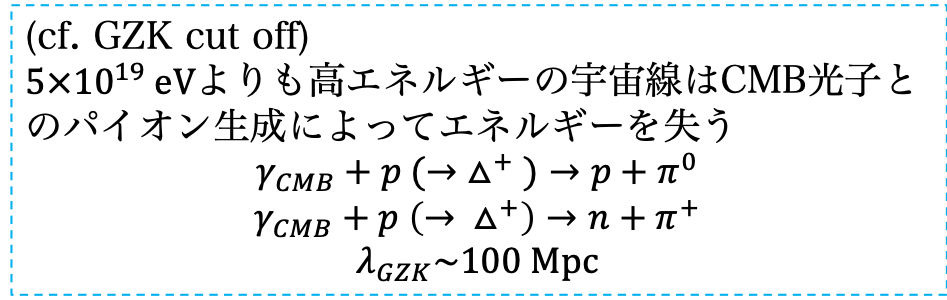 (cf. GZK cut off)
5×10¹⁹ eVよりも高エネルギーの宇宙線はCMB光子と
のパイオン生成によってエネルギーを失う
γ_CMB + p (→ △⁺ ) → p + π⁰
γ_CMB + p (→ △⁺) → n + π⁺
λ_GZK~100 Mpc